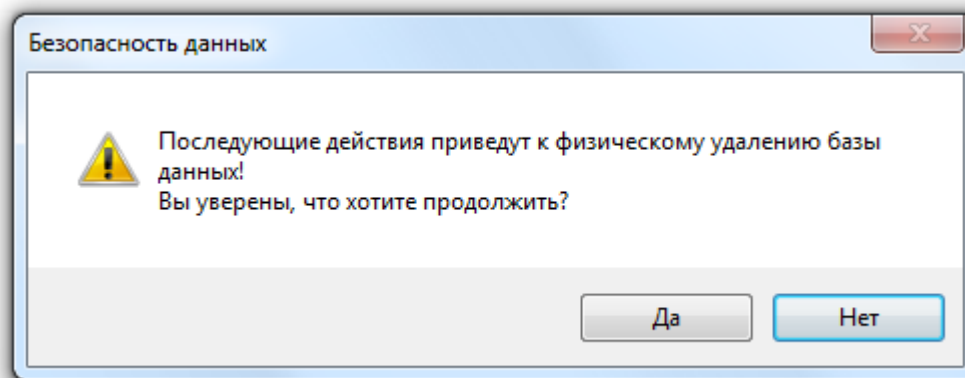 Безопасность данных
Последующие действия приведут к физическому удалению базы
данных!
Вы уверены, что хотите продолжить?
Да
Нет